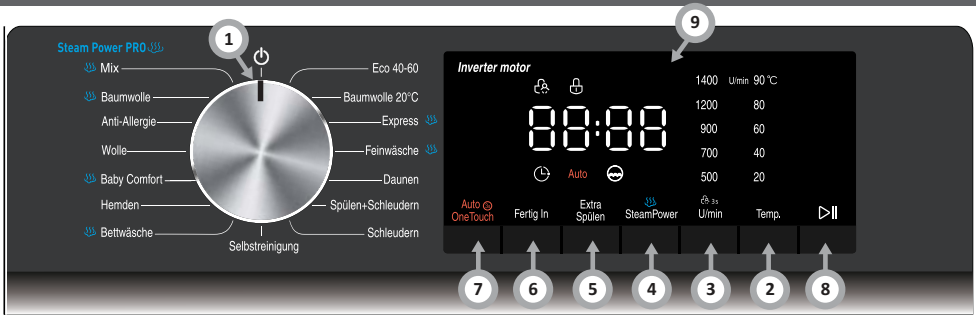 9
1
Steam Power PRO
Mix
Baumwolle
Anti-Allergie
Wolle
Baby Comfort
Hemden
Bettwäsche
Selbstreinigung
Eco 40-60
Baumwolle 20°C
Express
Feinwäsche
Daunen
Spülen+Schleudern
Schleudern
Inverter motor
88:88
Auto
1400 U/min 90 °C
1200 80
900 60
700 40
500 20
Auto
OneTouch
Fertig In
Extra
Spülen
SteamPower
3s
U/min
Temp.
7
6
5
4
3
2
8